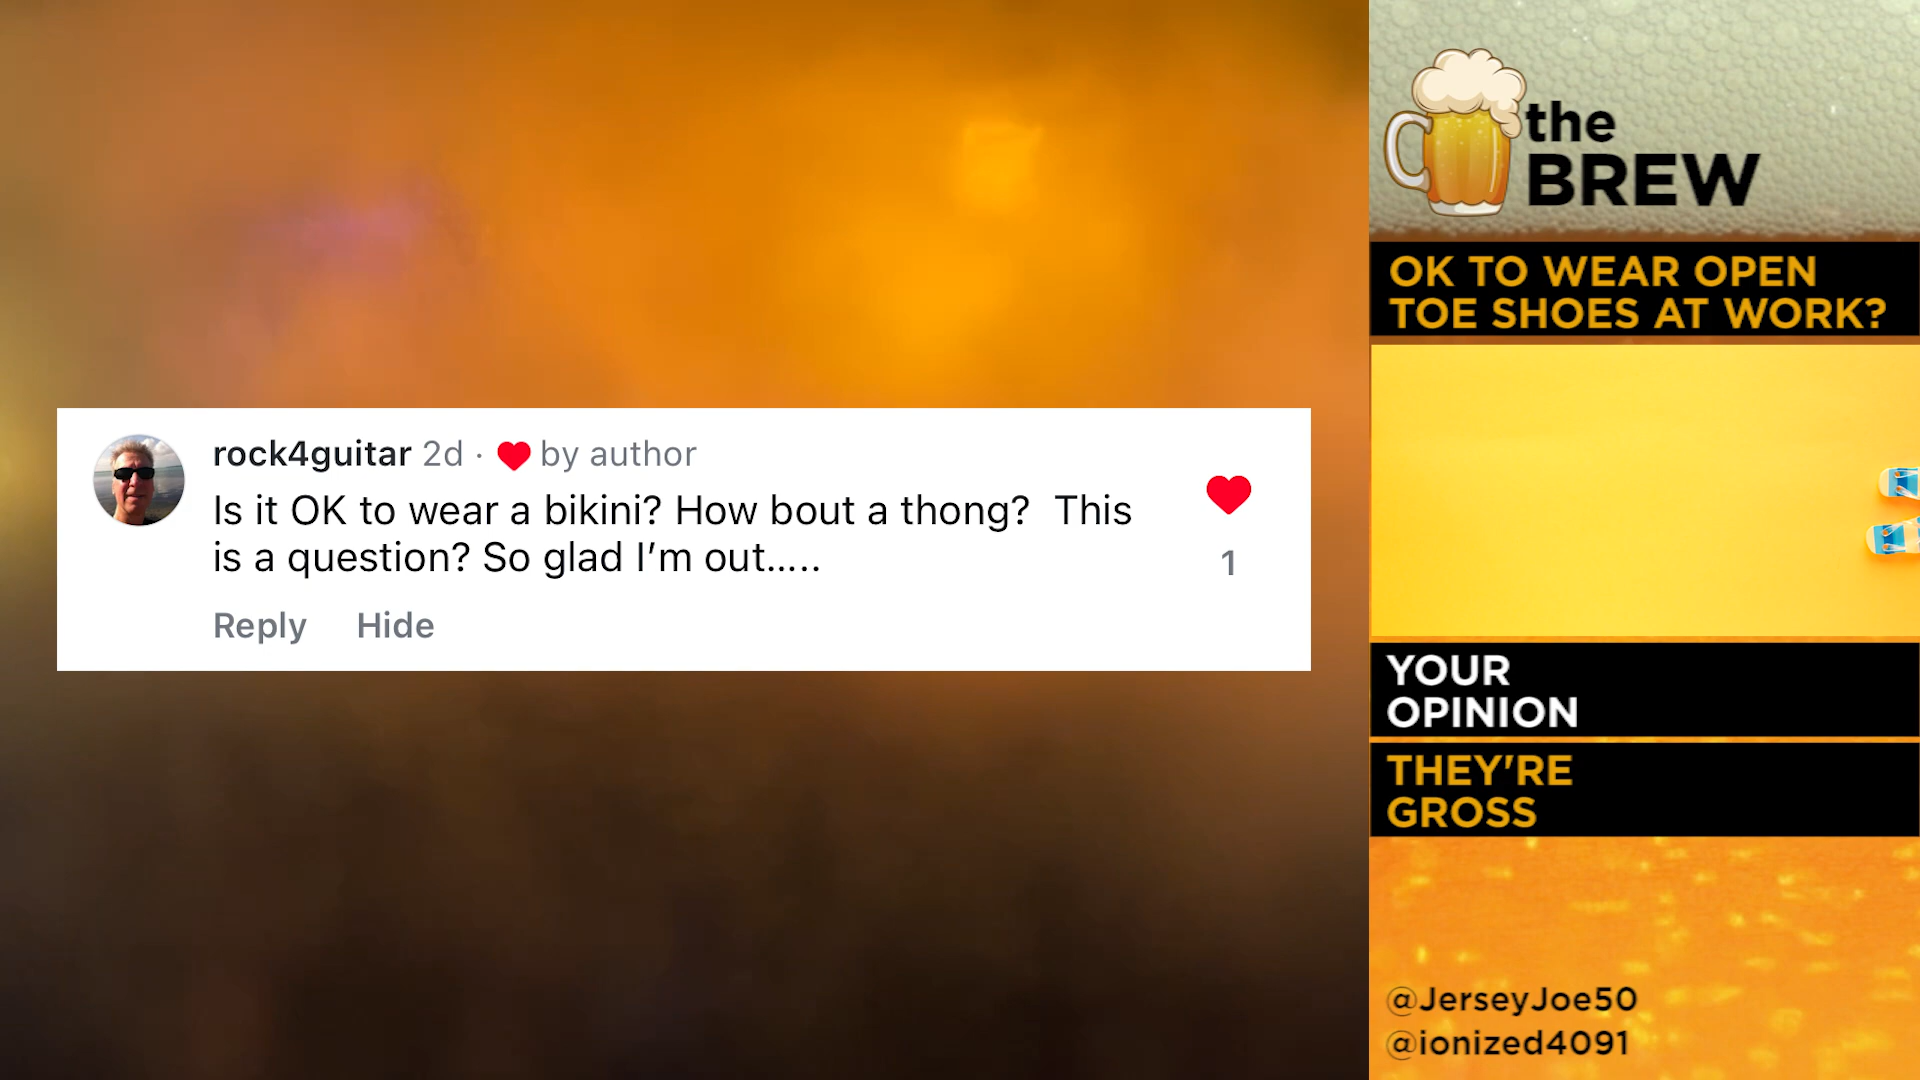 rock4guitar 2d · ❤ by author
Is it OK to wear a bikini? How bout a thong?  This
is a question? So glad I’m out.....
1
Reply Hide
the
BREW
OK TO WEAR OPEN
TOE SHOES AT WORK?
YOUR
OPINION
THEY'RE
GROSS
@JerseyJoe50
@ionized4091